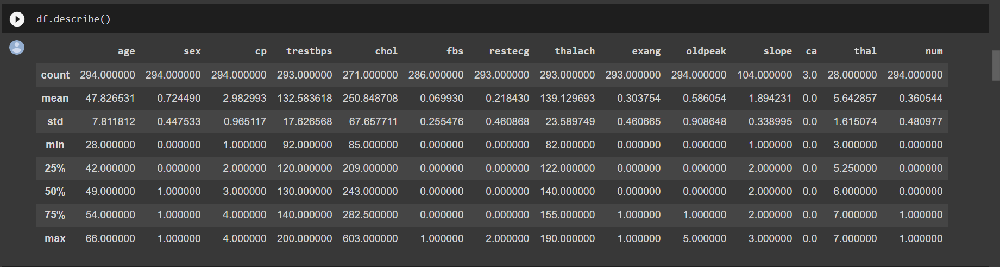 df.describe()
age sex cp trestbps chol fbs restecg thalach exang oldpeak slope ca thal num
count 294.000000 294.000000 294.000000 293.000000 271.000000 286.000000 293.000000 293.000000 293.000000 294.000000 104.000000 3.0 28.000000 294.000000
mean 47.826531 0.724490 2.982993 132.583618 250.848708 0.069930 0.218430 139.129693 0.303754 0.586054 1.894231 0.0 5.642857 0.360544
std 7.811812 0.447533 0.965117 17.626568 67.657711 0.255476 0.460868 23.589749 0.460665 0.908648 0.338995 0.0 1.615074 0.480977
min 28.000000 0.000000 1.000000 92.000000 85.000000 0.000000 0.000000 82.000000 0.000000 0.000000 1.000000 0.0 3.000000 0.000000
25% 42.000000 0.000000 2.000000 120.000000 209.000000 0.000000 0.000000 122.000000 0.000000 0.000000 2.000000 0.0 5.250000 0.000000
50% 49.000000 1.000000 3.000000 130.000000 243.000000 0.000000 0.000000 140.000000 0.000000 0.000000 2.000000 0.0 6.000000 0.000000
75% 54.000000 1.000000 4.000000 140.000000 282.500000 0.000000 0.000000 155.000000 1.000000 1.000000 2.000000 0.0 7.000000 1.000000
max 66.000000 1.000000 4.000000 200.000000 603.000000 1.000000 2.000000 190.000000 1.000000 5.000000 3.000000 0.0 7.000000 1.000000